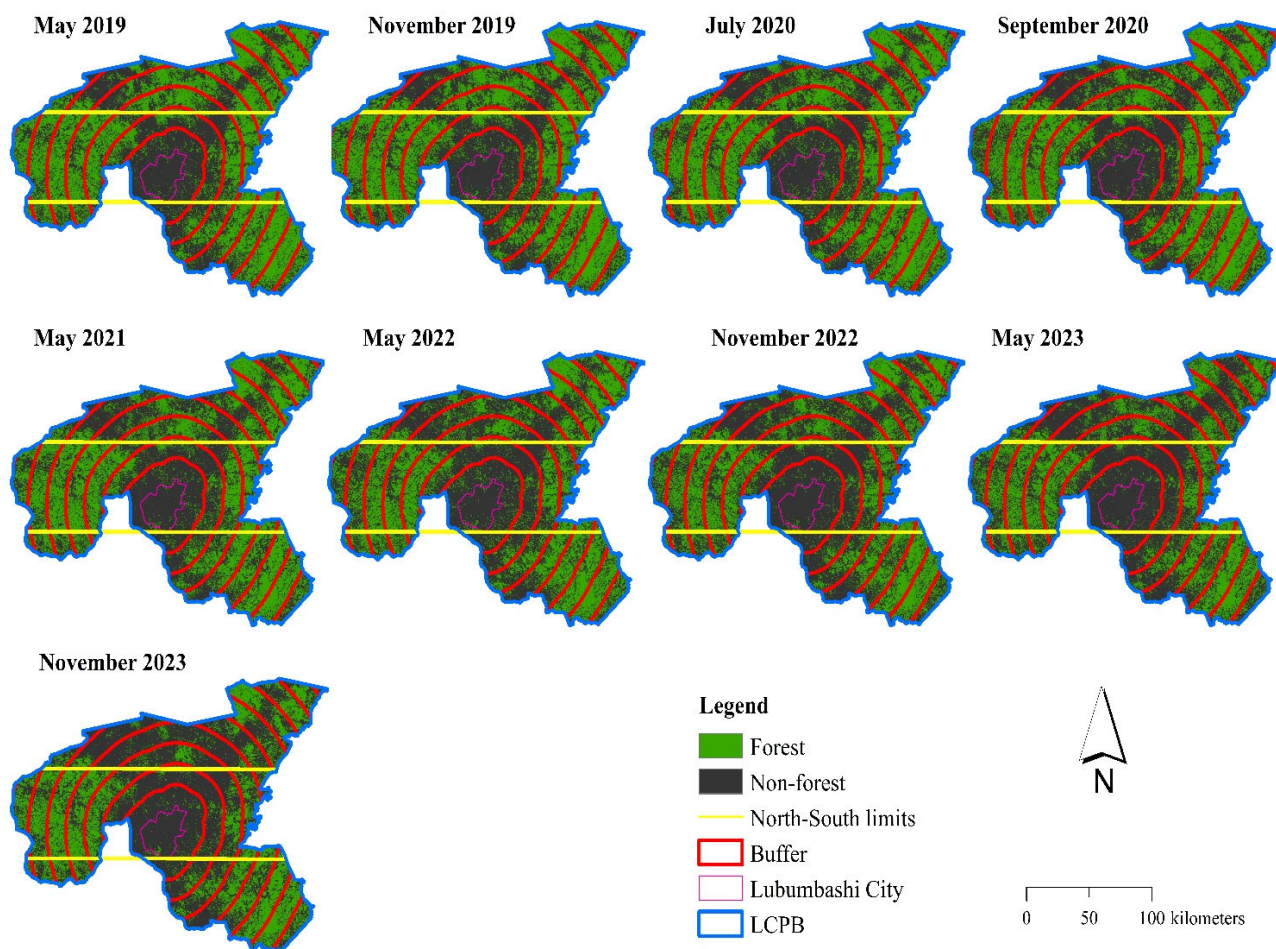 May 2019
November 2019
July 2020
September 2020
May 2021
May 2022
November 2022
May 2023
November 2023
Legend
Forest
Non-forest
North-South limits
Buffer
Lubumbashi City
LCPB
N
0 50 100 kilometers